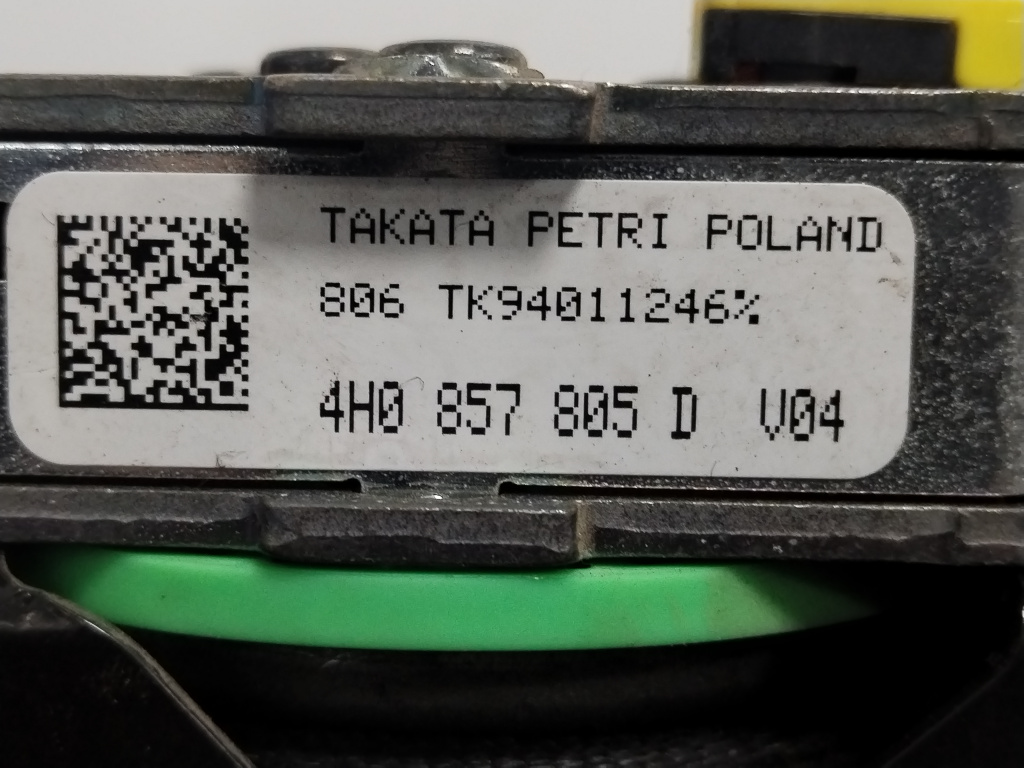 TAKATA PETRI POLAND
806 TK94011246%
4H0 857 805 D V04